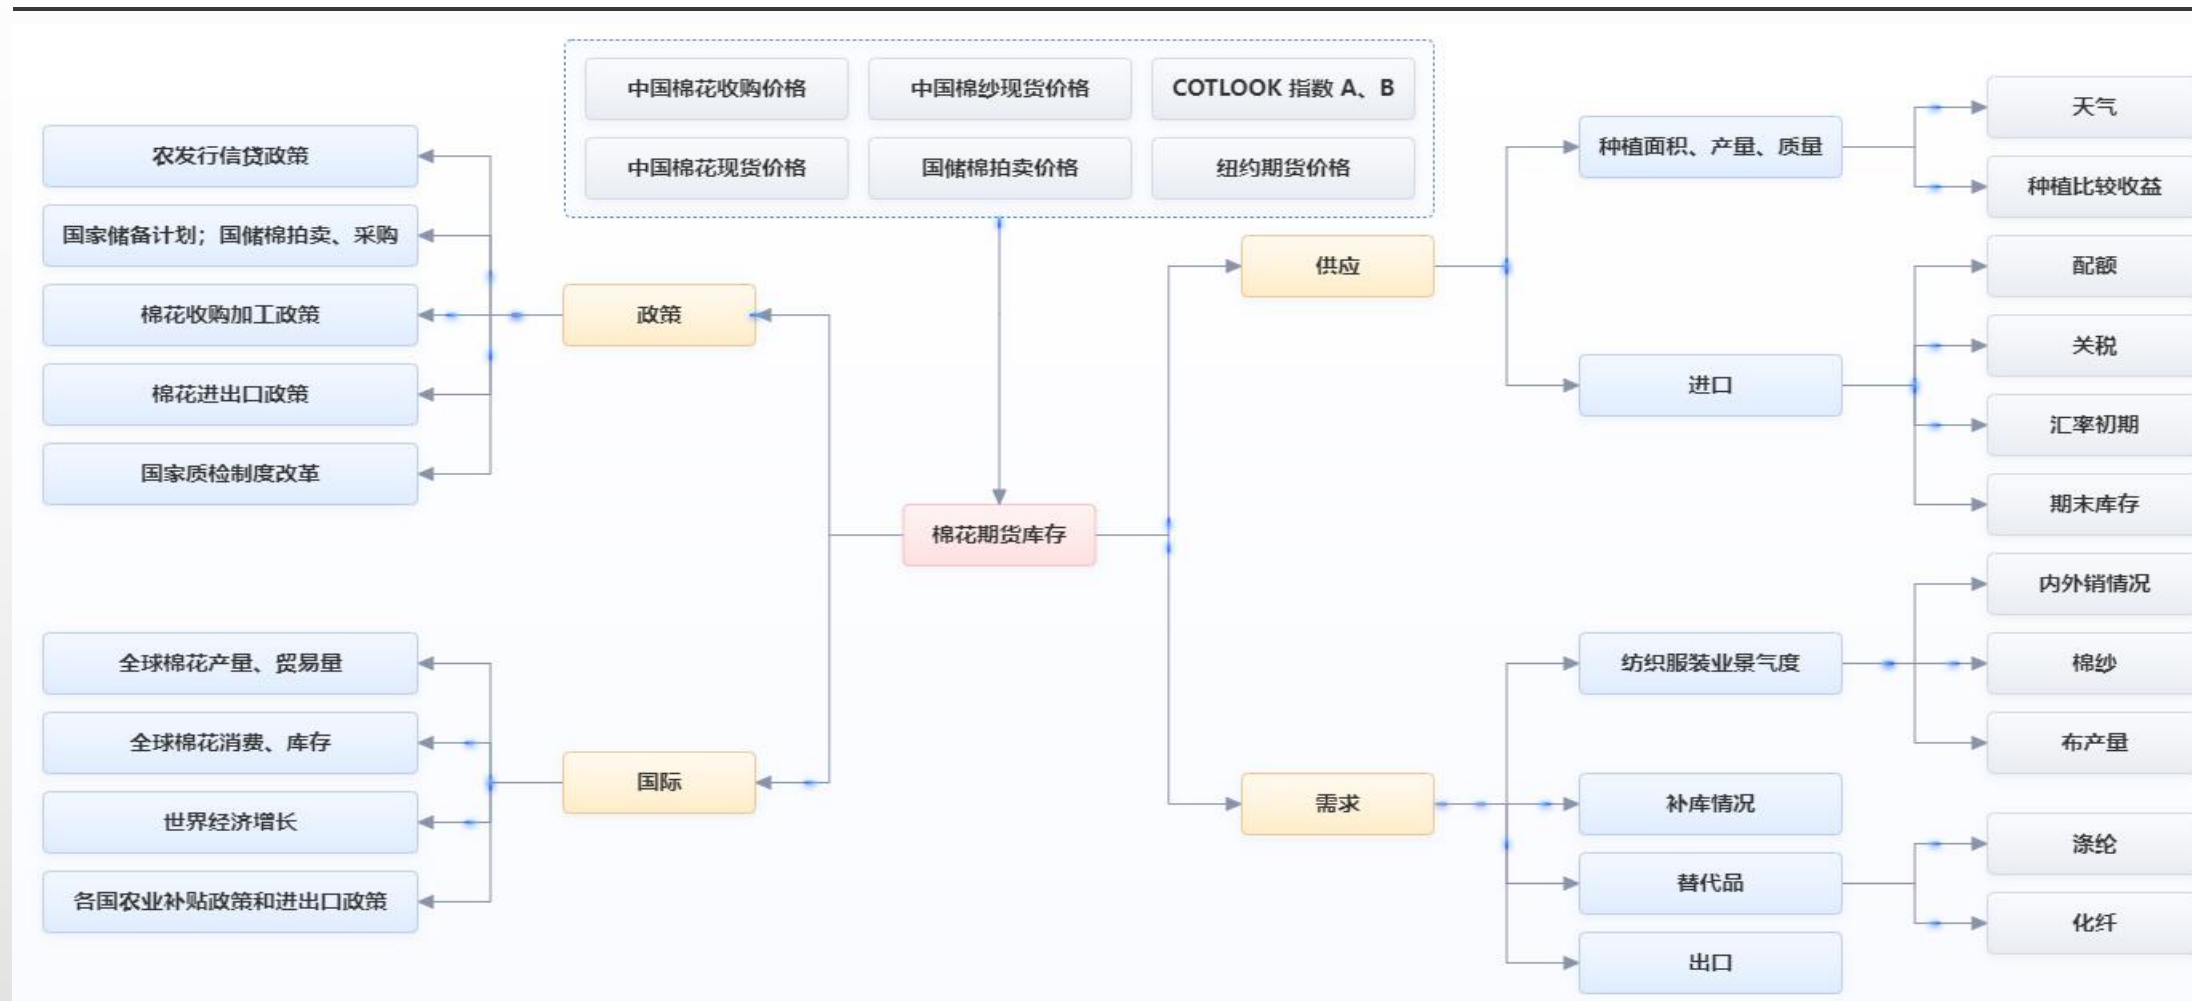 中国棉花收购价格
中国棉纱现货价格
COTLOOK 指数 A、B
中国棉花现货价格
国储棉拍卖价格
纽约期货价格
农发行信贷政策
国家储备计划；国储棉拍卖、采购
棉花收购加工政策
棉花进出口政策
国家质检制度改革
政策
全球棉花产量、贸易量
全球棉花消费、库存
世界经济增长
各国农业补贴政策和进出口政策
国际
棉花期货库存
供应
种植面积、产量、质量
天气
种植比较收益
进口
配额
关税
汇率初期
期末库存
需求
纺织服装业景气度
内外销情况
棉纱
布产量
补库情况
替代品
涤纶
化纤
出口